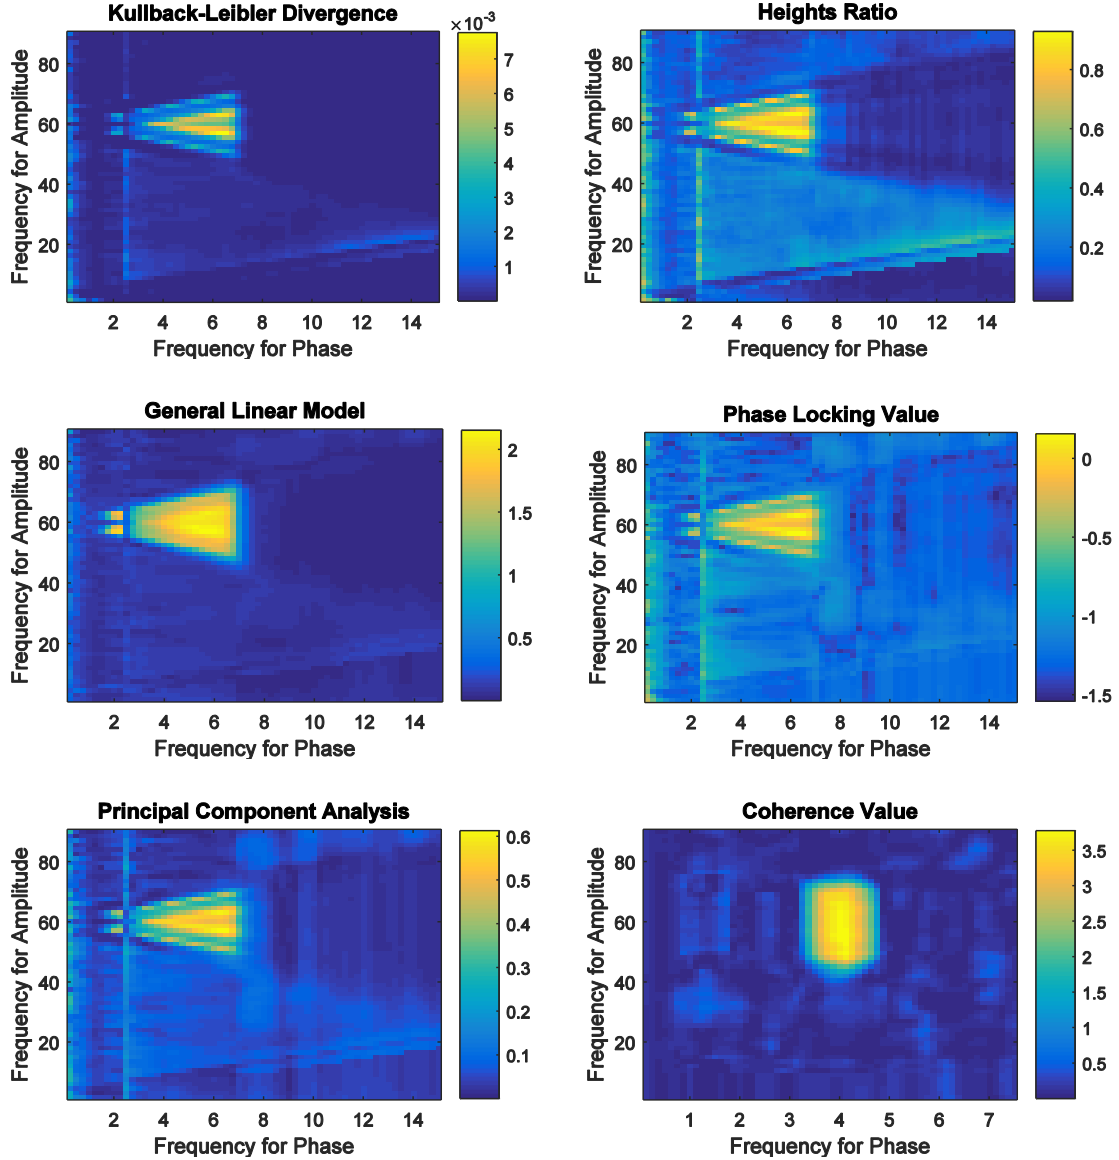 Kullback-Leibler Divergence
×10⁻³
Frequency for Amplitude
80
60
40
20
2 4 6 8 10 12 14
Frequency for Phase
7
6
5
4
3
2
1
Heights Ratio
Frequency for Amplitude
80
60
40
20
2 4 6 8 10 12 14
Frequency for Phase
0.8
0.6
0.4
0.2
General Linear Model
Frequency for Amplitude
80
60
40
20
2 4 6 8 10 12 14
Frequency for Phase
2
1.5
1
0.5
Phase Locking Value
Frequency for Amplitude
80
60
40
20
2 4 6 8 10 12 14
Frequency for Phase
0
-0.5
-1
-1.5
Principal Component Analysis
Frequency for Amplitude
80
60
40
20
2 4 6 8 10 12 14
Frequency for Phase
0.6
0.5
0.4
0.3
0.2
0.1
Coherence Value
Frequency for Amplitude
80
60
40
20
1 2 3 4 5 6 7
Frequency for Phase
3.5
3
2.5
2
1.5
1
0.5